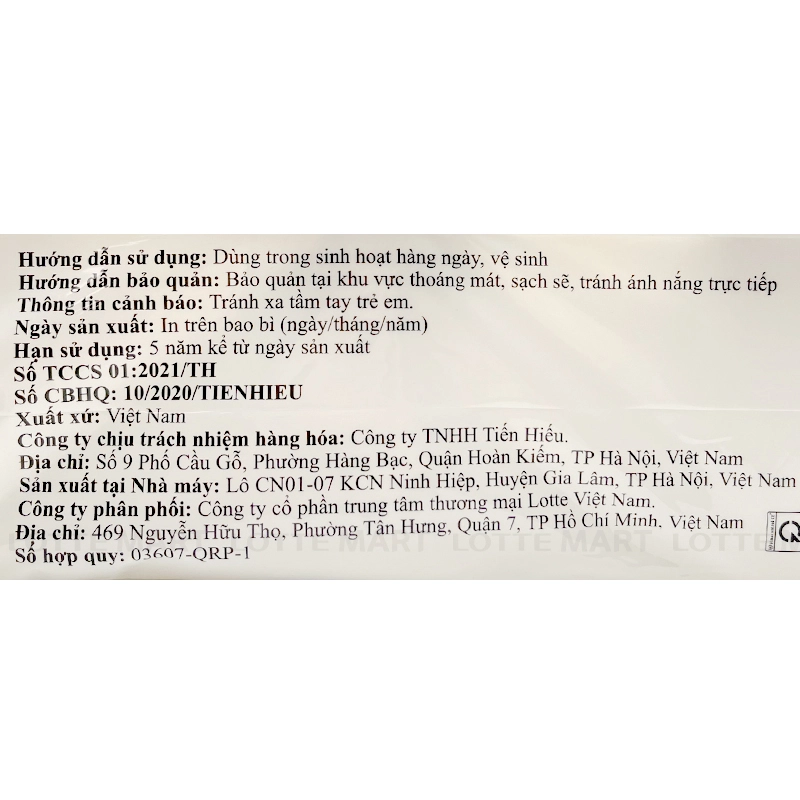 Hướng dẫn sử dụng: Dùng trong sinh hoạt hàng ngày, vệ sinh
Hướng dẫn bảo quản: Bảo quản tại khu vực thoáng mát, sạch sẽ, tránh ánh nắng trực tiếp
Thông tin cảnh báo: Tránh xa tầm tay trẻ em.
Ngày sản xuất: In trên bao bì (ngày/tháng/năm)
Hạn sử dụng: 5 năm kể từ ngày sản xuất
Số TCCS 01:2021/TH
Số CBHQ: 10/2020/TIENHIEU
Xuất xứ: Việt Nam
Công ty chịu trách nhiệm hàng hóa: Công ty TNHH Tiến Hiếu.
Địa chỉ: Số 9 Phố Cầu Gỗ, Phường Hàng Bạc, Quận Hoàn Kiếm, TP Hà Nội, Việt Nam
Sản xuất tại Nhà máy: Lô CN01-07 KCN Ninh Hiệp, Huyện Gia Lâm, TP Hà Nội, Việt Nam
Công ty phân phối: Công ty cổ phần trung tâm thương mại Lotte Việt Nam.
Địa chỉ: 469 Nguyễn Hữu Thọ, Phường Tân Hưng, Quận 7, TP Hồ Chí Minh. Việt Nam
LOTTE MART LOTTE MART LOTTE
Số hợp quy: 03607-QRP-1